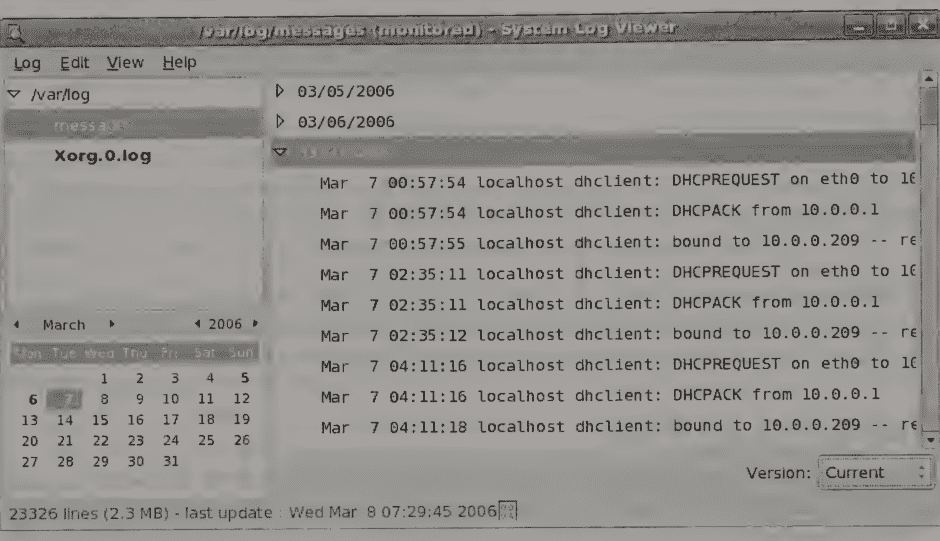 /var/log/messages (monitored) - System Log Viewer
Log Edit View Help
/var/log
messages
Xorg.0.log
03/05/2006
03/06/2006
Mar 7 00:57:54 localhost dhclient: DHCPREQUEST on eth0 to 10
Mar 7 00:57:54 localhost dhclient: DHCPACK from 10.0.0.1
Mar 7 00:57:55 localhost dhclient: bound to 10.0.0.209 -- re
Mar 7 02:35:11 localhost dhclient: DHCPREQUEST on eth0 to 10
Mar 7 02:35:11 localhost dhclient: DHCPACK from 10.0.0.1
Mar 7 02:35:12 localhost dhclient: bound to 10.0.0.209 -- re
Mar 7 04:11:16 localhost dhclient: DHCPREQUEST on eth0 to 10
Mar 7 04:11:16 localhost dhclient: DHCPACK from 10.0.0.1
Mar 7 04:11:18 localhost dhclient: bound to 10.0.0.209 -- re
March 2006
Mon Tue Wed Thu Fri Sat Sun
1 2 3 4 5
6 7 8 9 10 11 12
13 14 15 16 17 18 19
20 21 22 23 24 25 26
27 28 29 30 31
Version: Current
23326 lines (2.3 MB) - last update : Wed Mar 8 07:29:45 2006